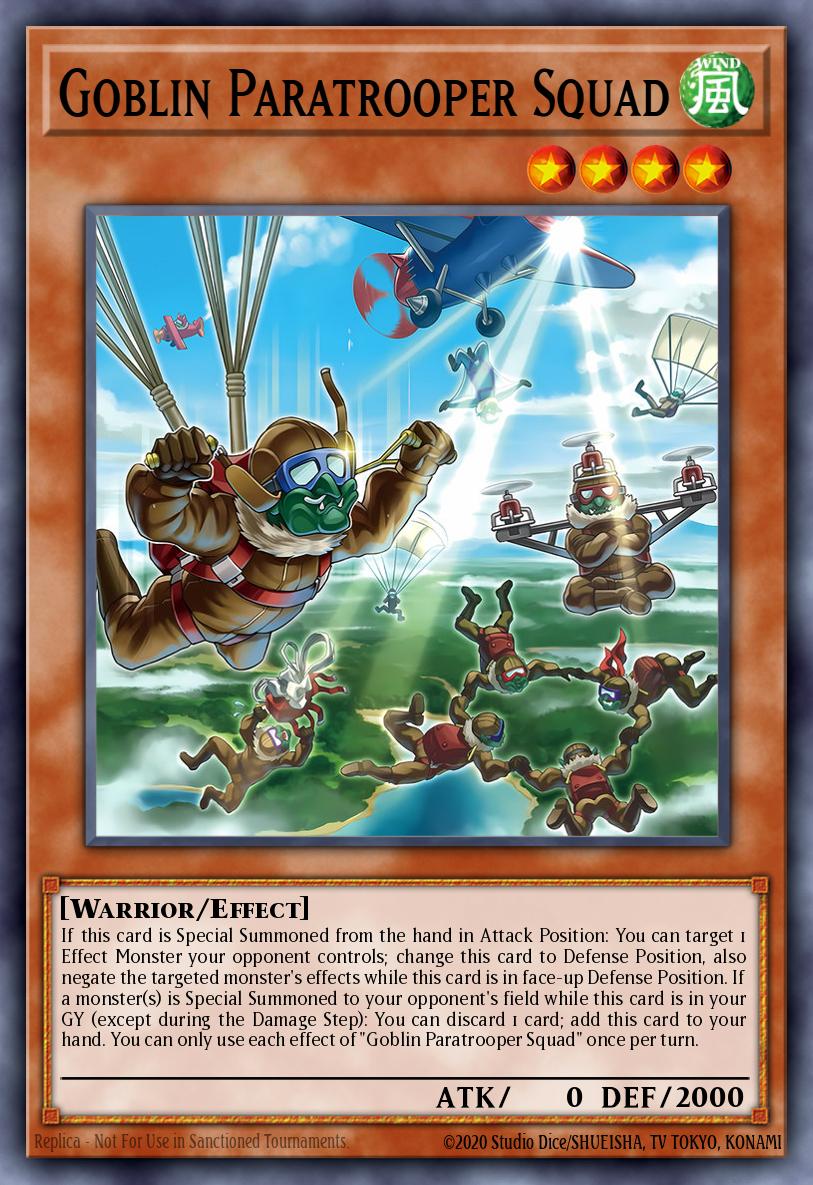 Goblin Paratrooper Squad
WIND
風
[Warrior/Effect]
If this card is Special Summoned from the hand in Attack Position: You can target 1
Effect Monster your opponent controls; change this card to Defense Position, also
negate the targeted monster's effects while this card is in face-up Defense Position. If
a monster(s) is Special Summoned to your opponent's field while this card is in your
GY (except during the Damage Step): You can discard 1 card; add this card to your
hand. You can only use each effect of "Goblin Paratrooper Squad" once per turn.
ATK/ 0 DEF/2000
Replica - Not For Use in Sanctioned Tournaments.
©2020 Studio Dice/SHUEISHA, TV TOKYO, KONAMI